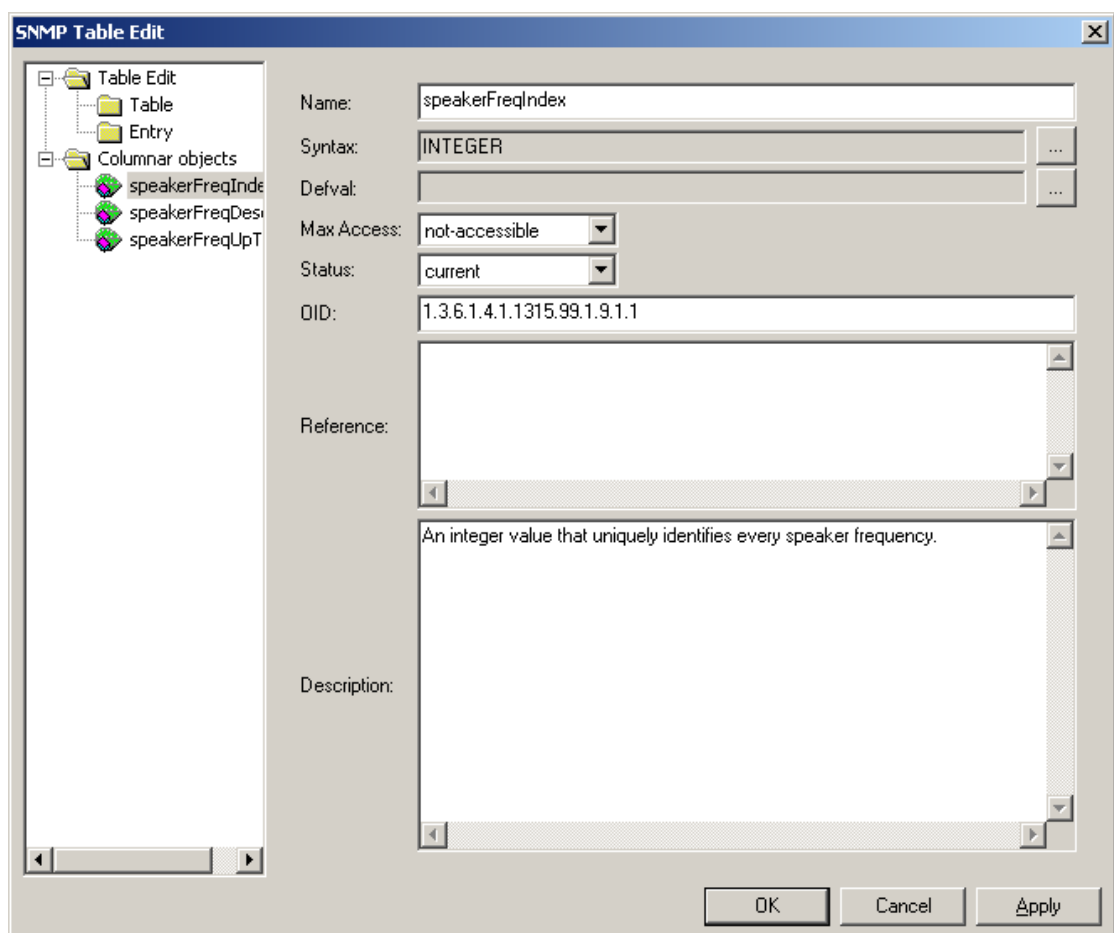 SNMP Table Edit
Table Edit
Table
Entry
Columnar objects
speakerFreqInde
speakerFreqDes
speakerFreqUpT
Name:
speakerFreqIndex
Syntax:
INTEGER
...
Defval:
...
Max Access:
not-accessible
Status:
current
OID:
1.3.6.1.4.1.1315.99.1.9.1.1
Reference:
Description:
An integer value that uniquely identifies every speaker frequency.
OK
Cancel
Apply